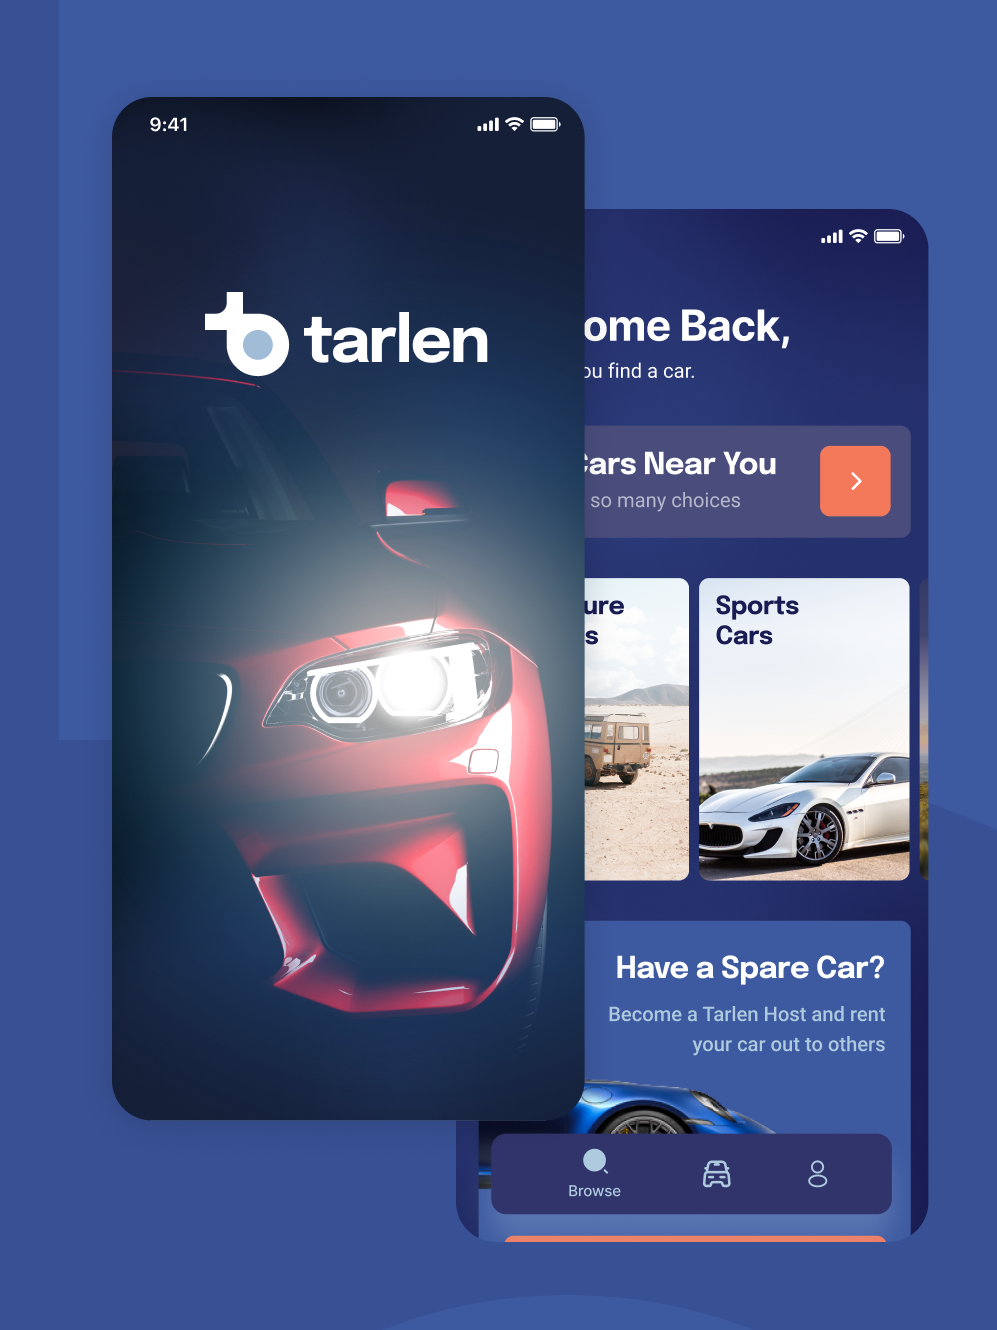 9:41
tarlen
ome Back,
ou find a car.
Cars Near You
so many choices
ure
s
Sports
Cars
Have a Spare Car?
Become a Tarlen Host and rent
your car out to others
Browse